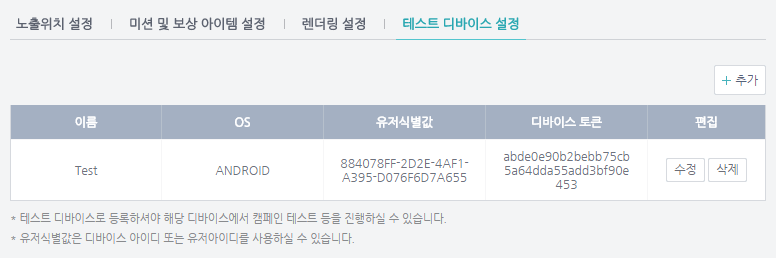 노출위치 설정 | 미션 및 보상 아이템 설정 | 렌더링 설정 | 테스트 디바이스 설정
+ 추가
이름 OS 유저식별값 디바이스 토큰 편집
Test ANDROID 884078FF-2D2E-4AF1- abde0e90b2bebb75cb 수정 삭제
A395-D076F6D7A655 5a64dda55add3bf90e
453
* 테스트 디바이스로 등록하셔야 해당 디바이스에서 캠페인 테스트 등을 진행하실 수 있습니다.
* 유저식별값은 디바이스 아이디 또는 유저아이디를 사용하실 수 있습니다.